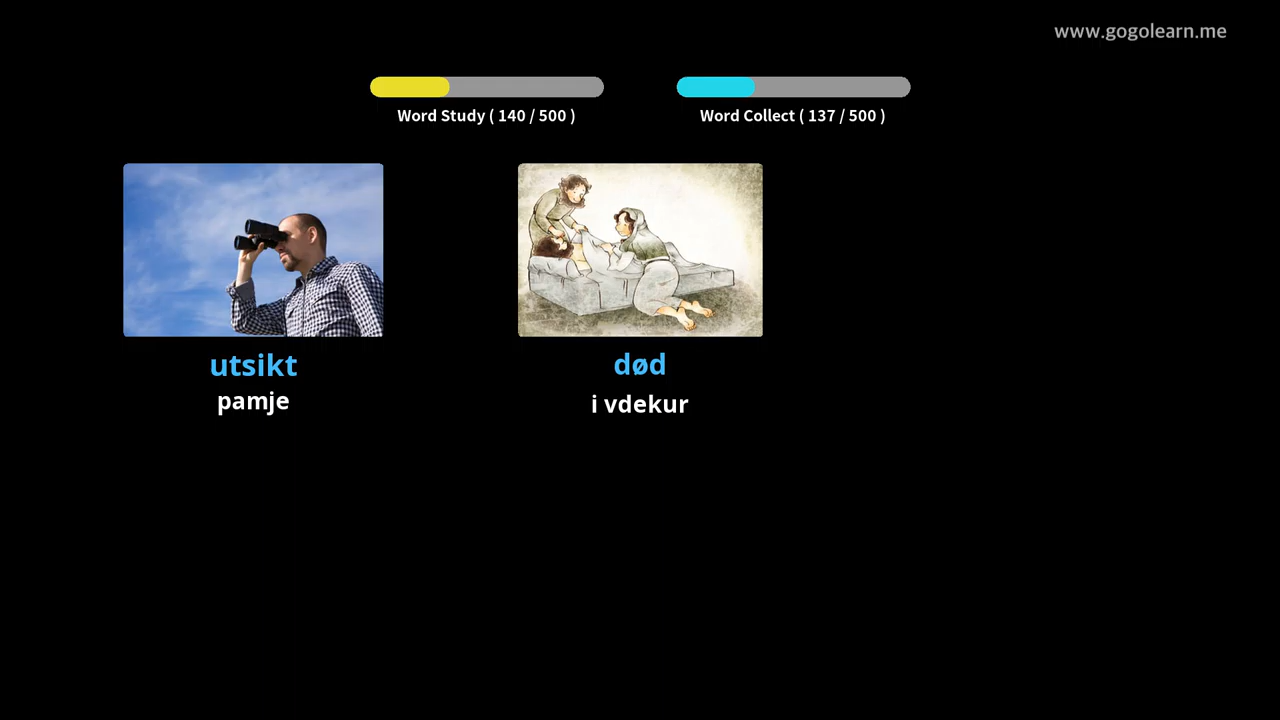 www.gogolearn.me
Word Study ( 140 / 500 )
Word Collect ( 137 / 500 )
utsikt
pamje
død
i vdekur